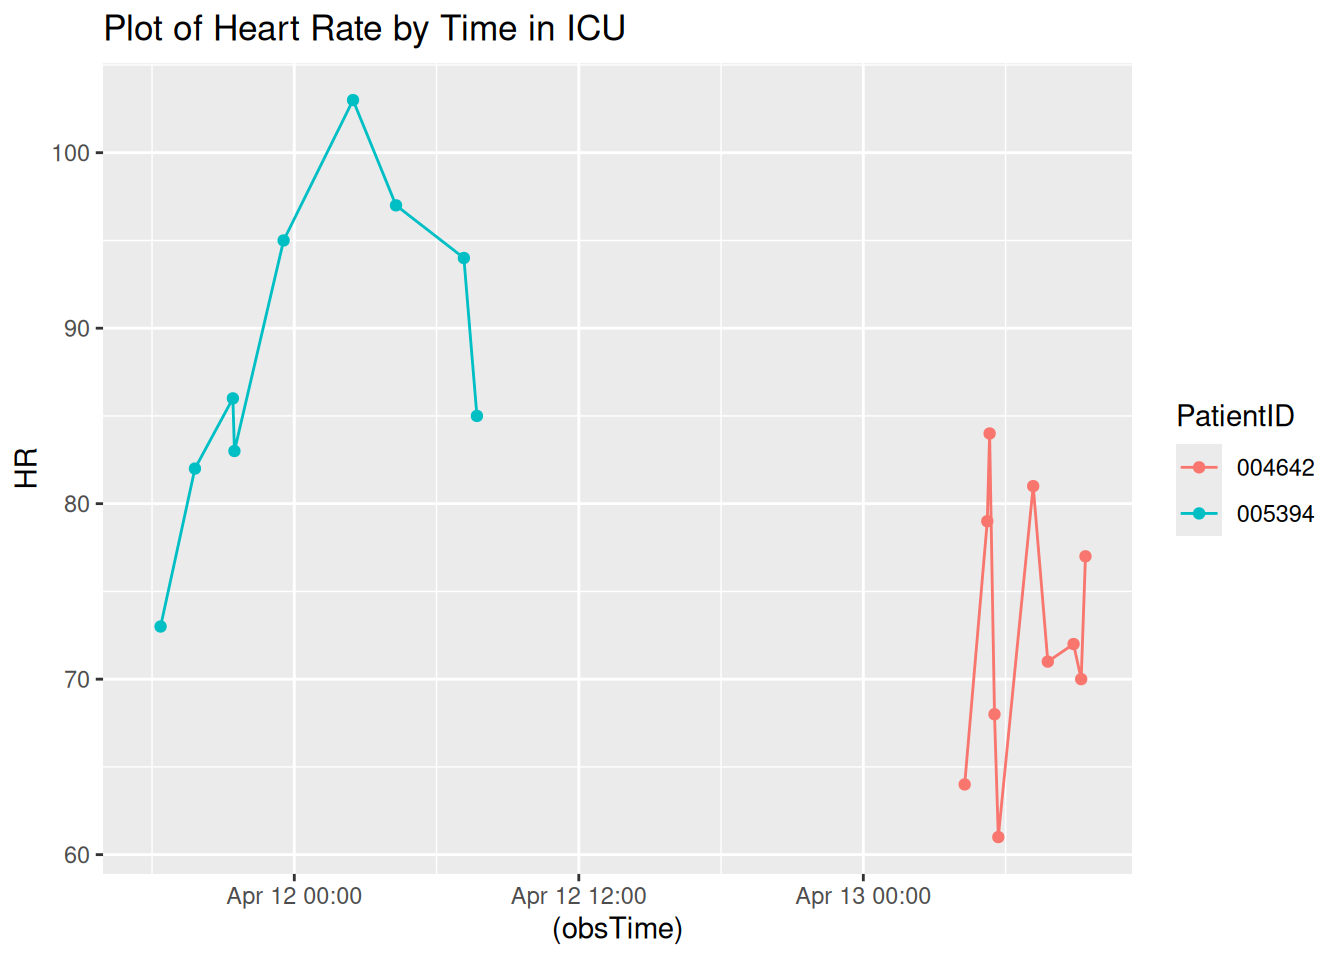 Plot of Heart Rate by Time in ICU
100
90
80
70
60
HR
Apr 12 00:00
Apr 12 12:00
Apr 13 00:00
(obsTime)
PatientID
004642
005394